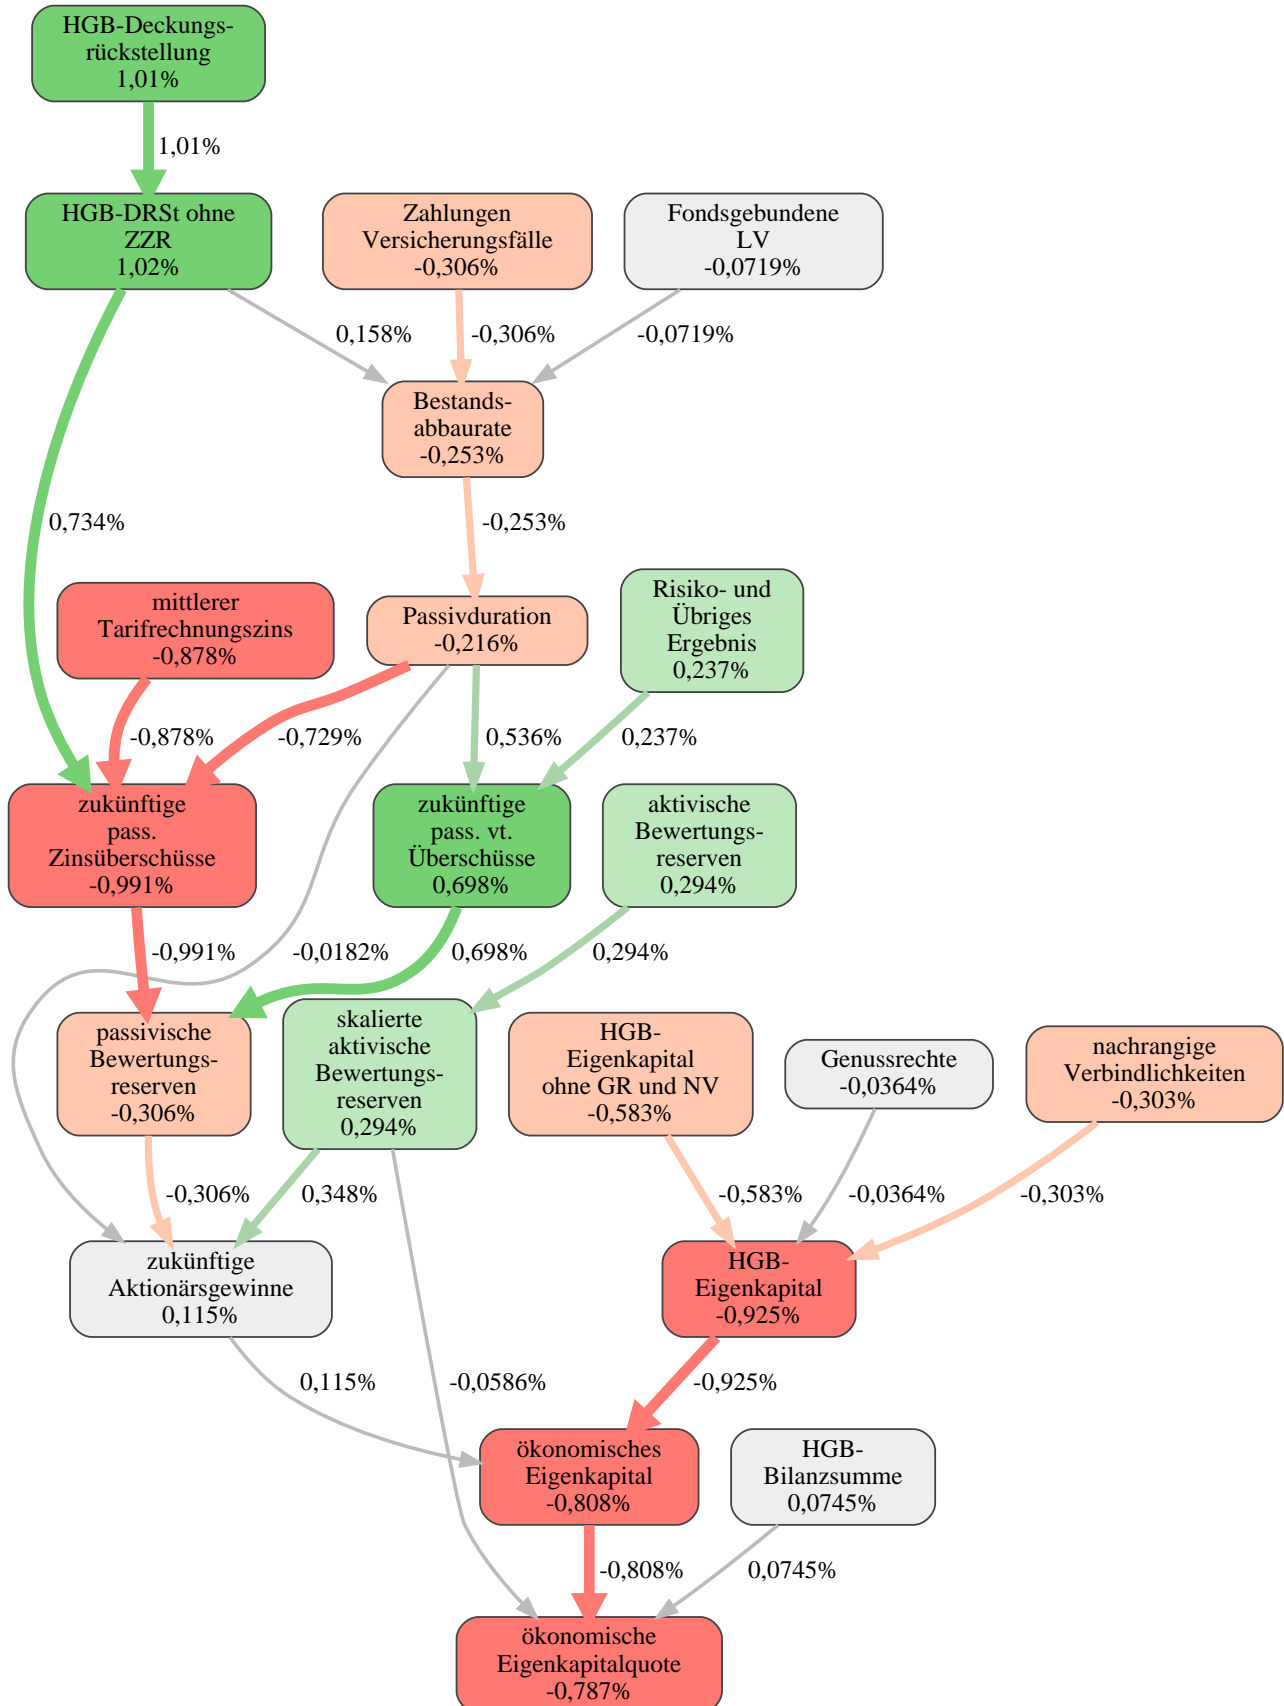 HGB-Deckungs-
rückstellung
1,01%
1,01%
HGB-DRSt ohne
ZZR
1,02%
Zahlungen
Versicherungsfälle
-0,306%
Fondsgebundene
LV
-0,0719%
0,158%
-0,306%
-0,0719%
Bestands-
abbaurate
-0,253%
0,734%
-0,253%
mittlerer
Tarifrechnungszins
-0,878%
Passivduration
-0,216%
Risiko- und
Übriges
Ergebnis
0,237%
-0,878%
-0,729%
0,536%
0,237%
zukünftige
pass.
Zinsüberschüsse
-0,991%
zukünftige
pass. vt.
Überschüsse
0,698%
aktivische
Bewertungs-
reserven
0,294%
-0,991%
-0,0182%
0,698%
0,294%
passivische
Bewertungs-
reserven
-0,306%
skalierte
aktivische
Bewertungs-
reserven
0,294%
HGB-
Eigenkapital
ohne GR und NV
-0,583%
Genussrechte
-0,0364%
nachrangige
Verbindlichkeiten
-0,303%
-0,306%
0,348%
-0,583%
-0,0364%
-0,303%
zukünftige
Aktionärsgewinne
0,115%
HGB-
Eigenkapital
-0,925%
0,115%
-0,0586%
-0,925%
ökonomisches
Eigenkapital
-0,808%
HGB-
Bilanzsumme
0,0745%
-0,808%
0,0745%
ökonomische
Eigenkapitalquote
-0,787%